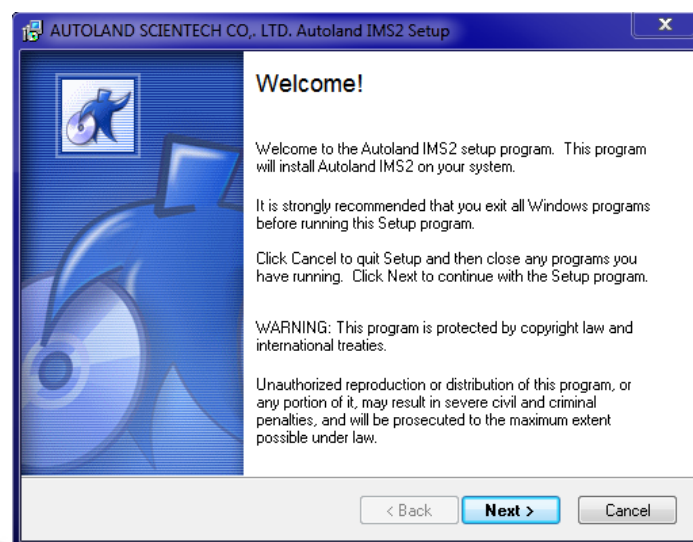 AUTOLAND SCIENTECH CO,. LTD. Autoland IMS2 Setup
x
Welcome!
Welcome to the Autoland IMS2 setup program. This program
will install Autoland IMS2 on your system.
It is strongly recommended that you exit all Windows programs
before running this Setup program.
Click Cancel to quit Setup and then close any programs you
have running. Click Next to continue with the Setup program.
WARNING: This program is protected by copyright law and
international treaties.
Unauthorized reproduction or distribution of this program, or
any portion of it, may result in severe civil and criminal
penalties, and will be prosecuted to the maximum extent
possible under law.
< Back Next > Cancel